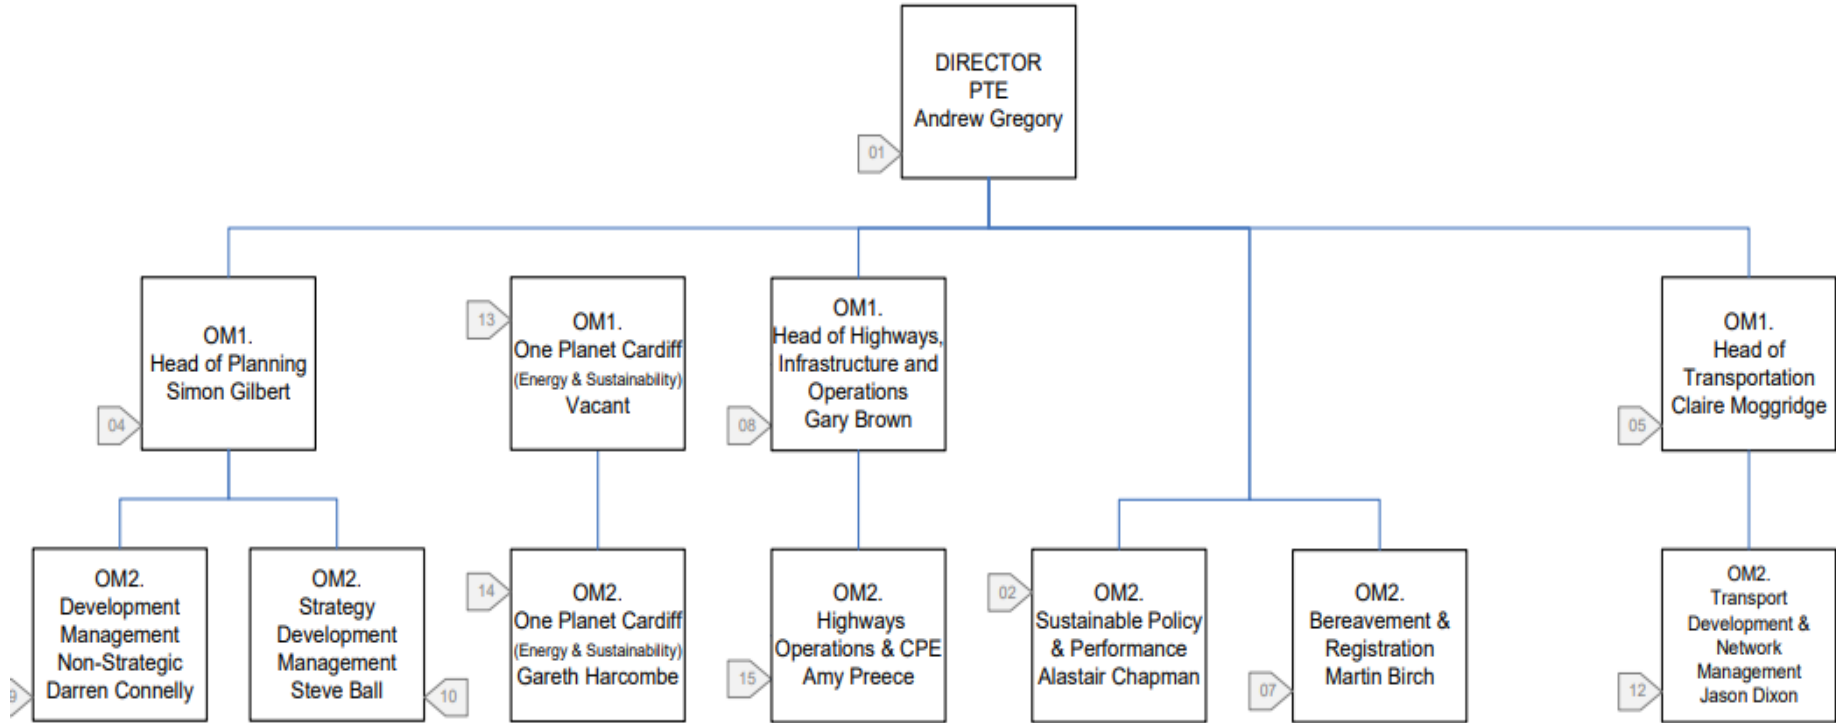 DIRECTOR
PTE
Andrew Gregory
01
OM1.
Head of Planning
Simon Gilbert
04
13
OM1.
One Planet Cardiff
(Energy & Sustainability)
Vacant
OM1.
Head of Highways,
Infrastructure and
Operations
Gary Brown
08
OM1.
Head of
Transportation
Claire Moggridge
05
OM2.
Development
Management
Non-Strategic
Darren Connelly
9
OM2.
Strategy
Development
Management
Steve Ball
10
14
OM2.
One Planet Cardiff
(Energy & Sustainability)
Gareth Harcombe
OM2.
Highways
Operations & CPE
Amy Preece
15
02
OM2.
Sustainable Policy
& Performance
Alastair Chapman
OM2.
Bereavement &
Registration
Martin Birch
07
OM2.
Transport
Development &
Network
Management
Jason Dixon
12